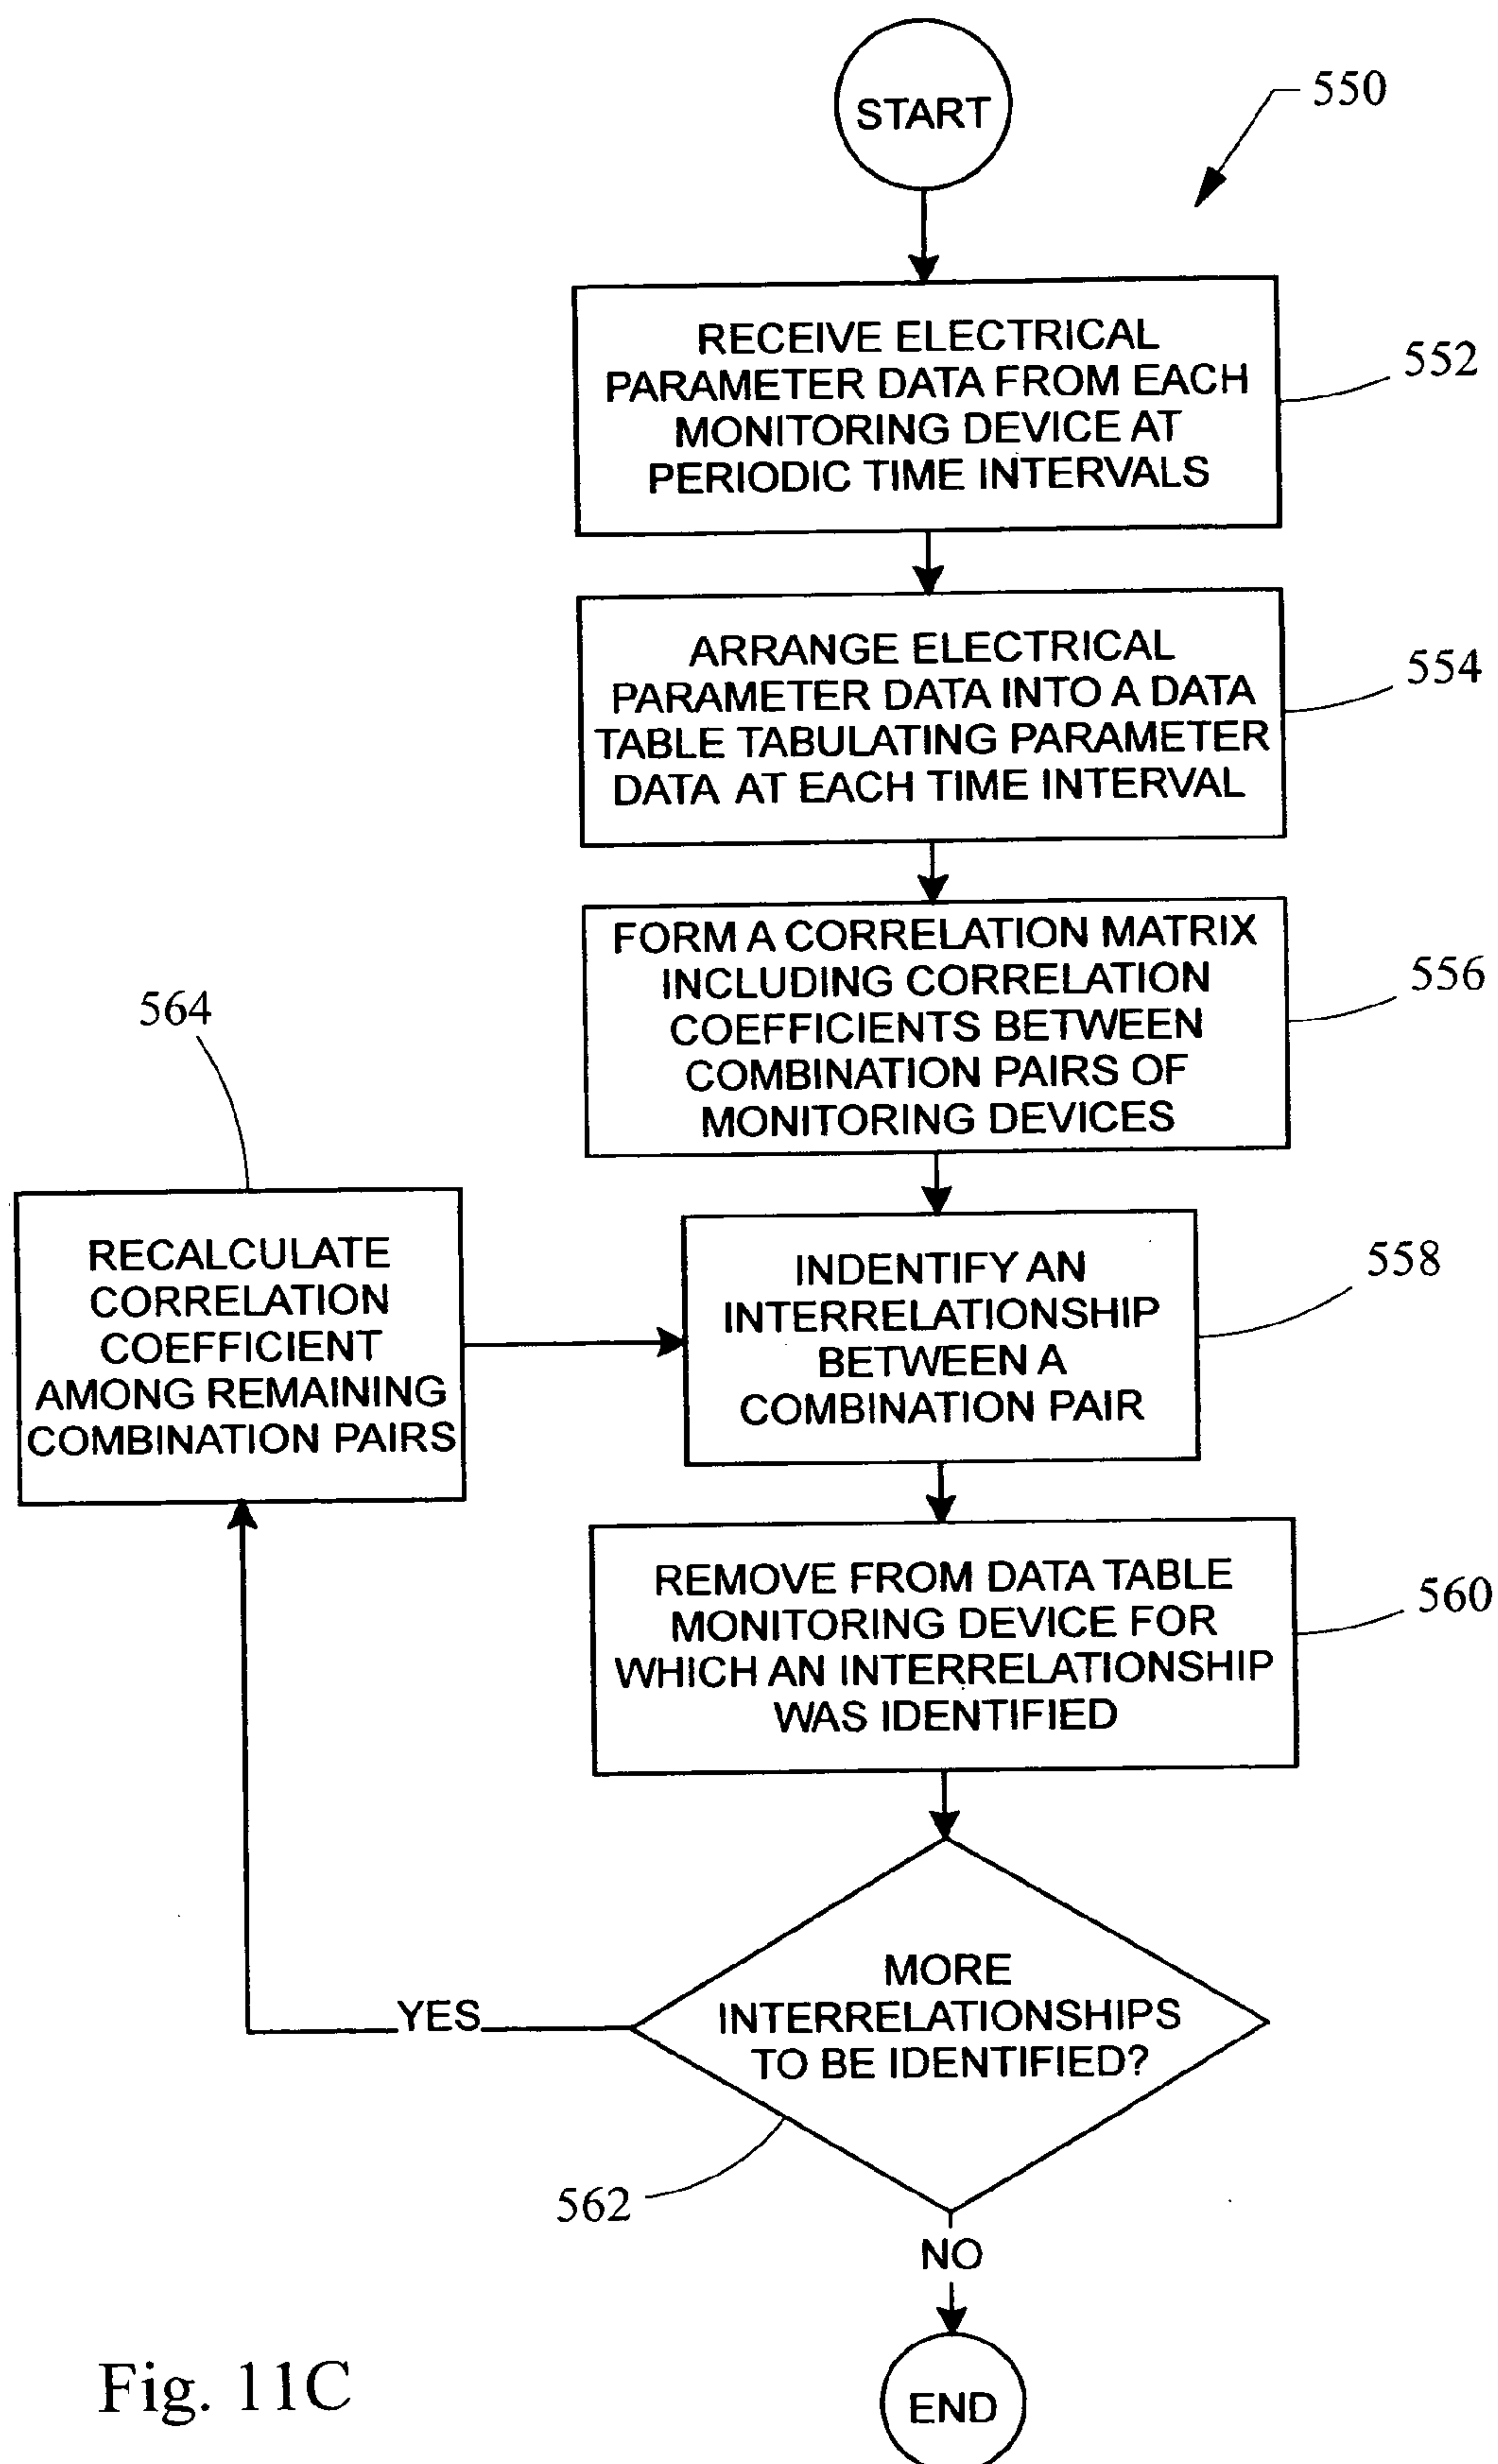 START
550
RECEIVE ELECTRICAL
PARAMETER DATA FROM EACH
MONITORING DEVICE AT
PERIODIC TIME INTERVALS
552
ARRANGE ELECTRICAL
PARAMETER DATA INTO A DATA
TABLE TABULATING PARAMETER
DATA AT EACH TIME INTERVAL
554
FORM A CORRELATION MATRIX
INCLUDING CORRELATION
COEFFICIENTS BETWEEN
COMBINATION PAIRS OF
MONITORING DEVICES
556
564
RECALCULATE
CORRELATION
COEFFICIENT
AMONG REMAINING
COMBINATION PAIRS
INDENTIFY AN
INTERRELATIONSHIP
BETWEEN A
COMBINATION PAIR
558
REMOVE FROM DATA TABLE
MONITORING DEVICE FOR
WHICH AN INTERRELATIONSHIP
WAS IDENTIFIED
560
MORE
INTERRELATIONSHIPS
TO BE IDENTIFIED?
YES
562
NO
END
Fig. 11C